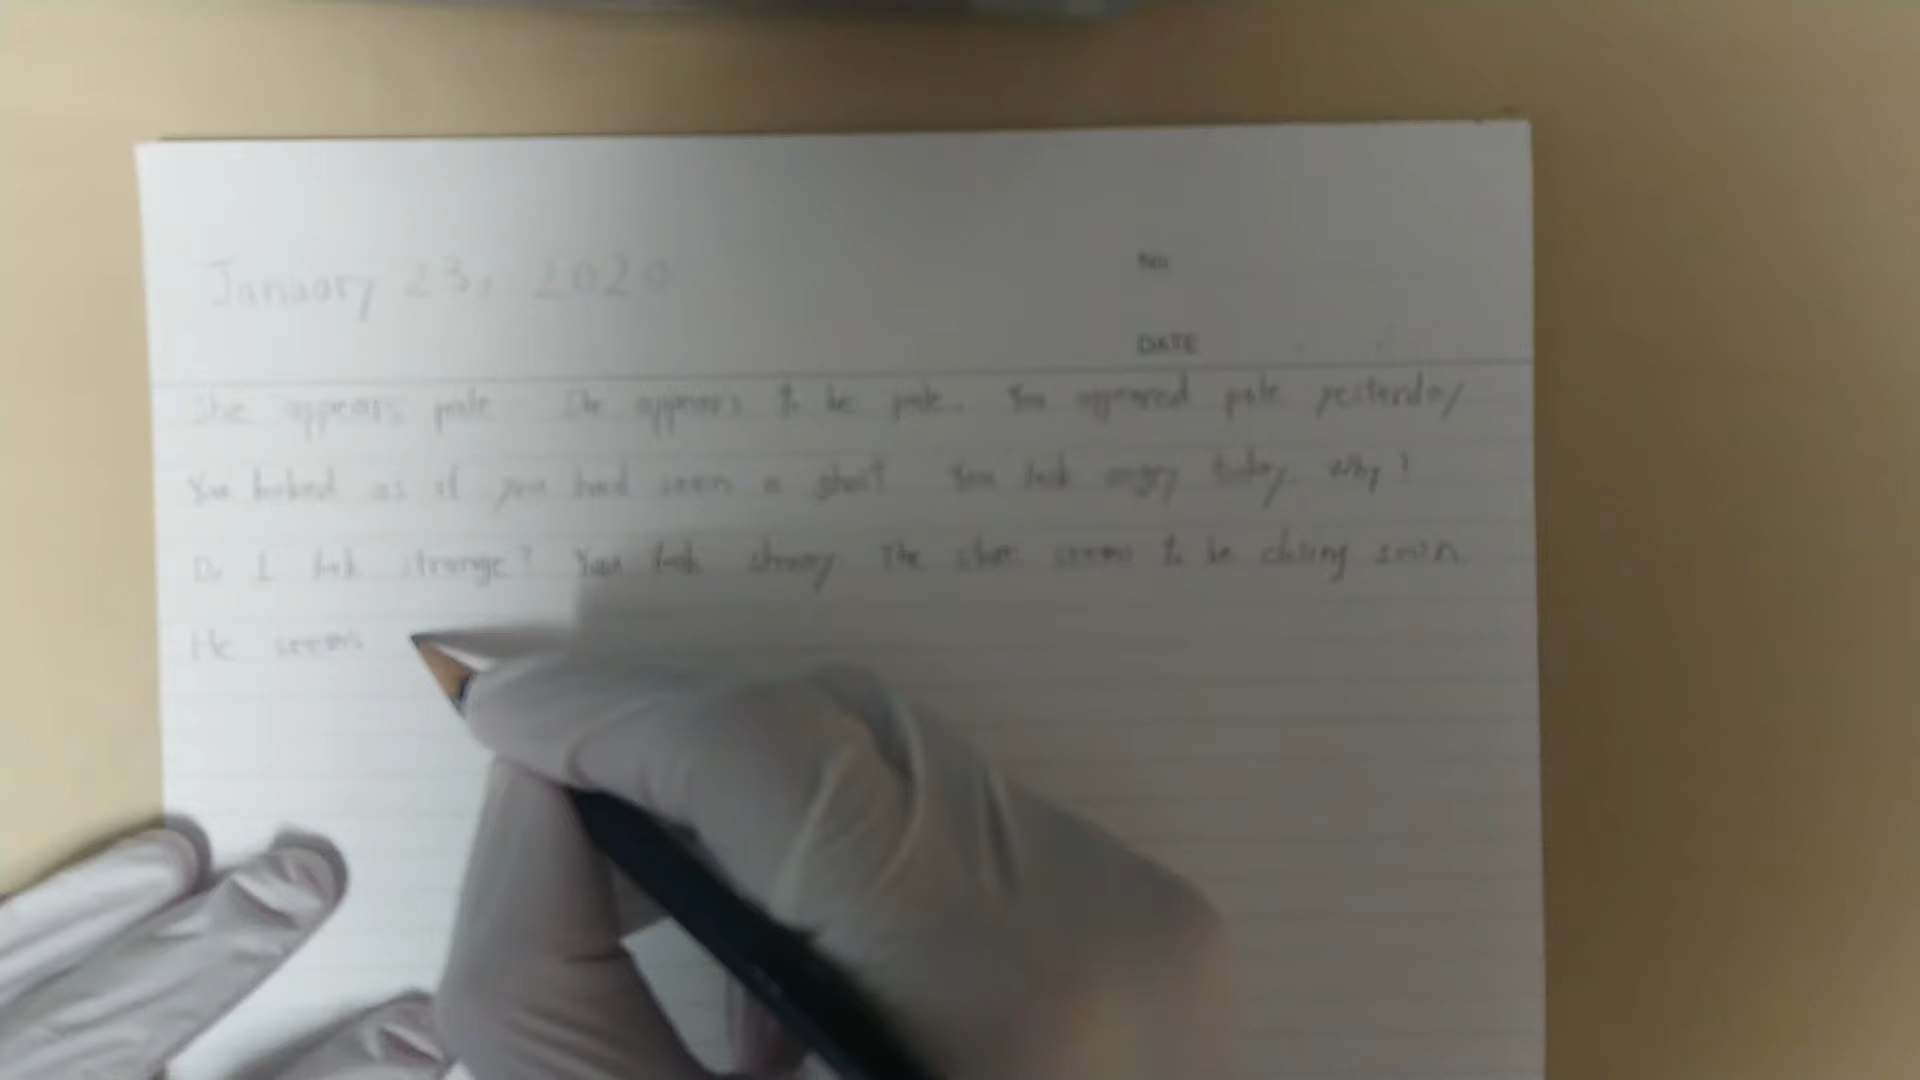 January 23, 2020
No
DATE
She appears pale She appears to be pale. You appeared pale yesterday
You looked as if you had seen a ghost You look angry today. Why?
Do I look strange? You look strong. The store seems to be closing soon.
He seems